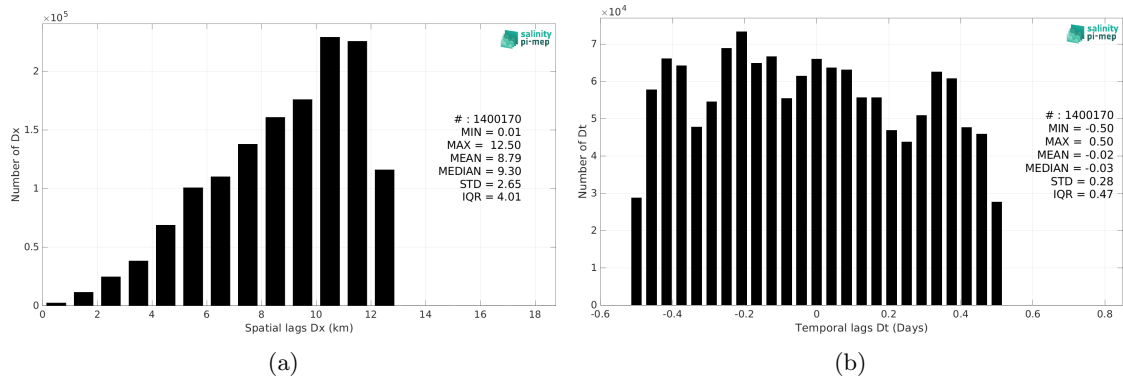 ×10⁵
salinity
pi-mep
2
1.5
1
0.5
0
Number of Dx
# : 1400170
MIN = 0.01
MAX = 12.50
MEAN = 8.79
MEDIAN = 9.30
STD = 2.65
IQR = 4.01
0 2 4 6 8 10 12 14 16 18
Spatial lags Dx (km)
(a)
×10⁴
salinity
pi-mep
7
6
5
4
3
2
1
0
Number of Dt
# : 1400170
MIN = -0.50
MAX = 0.50
MEAN = -0.02
MEDIAN = -0.03
STD = 0.28
IQR = 0.47
-0.6 -0.4 -0.2 0 0.2 0.4 0.6 0.8
Temporal lags Dt (Days)
(b)